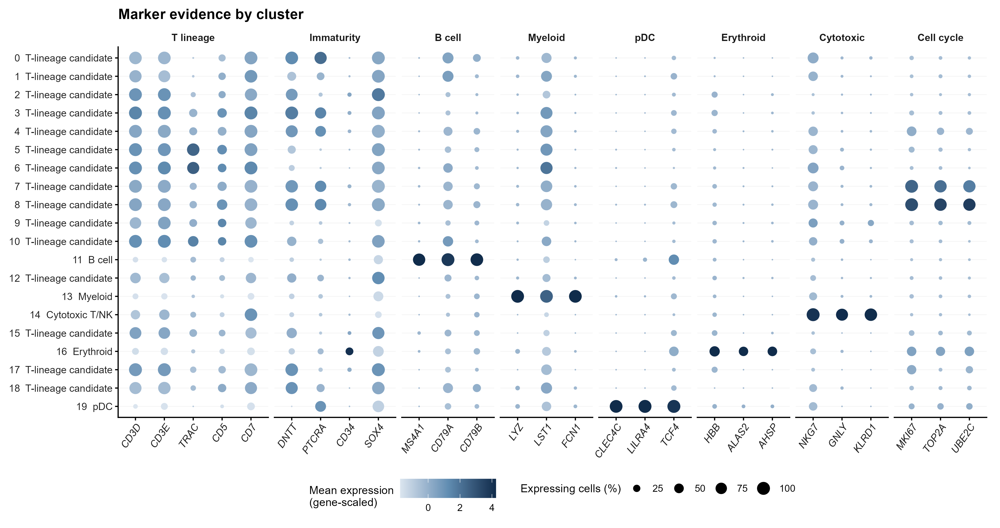 Marker evidence by cluster
T lineage Immaturity B cell Myeloid pDC Erythroid Cytotoxic Cell cycle
0 T-lineage candidate
1 T-lineage candidate
2 T-lineage candidate
3 T-lineage candidate
4 T-lineage candidate
5 T-lineage candidate
6 T-lineage candidate
7 T-lineage candidate
8 T-lineage candidate
9 T-lineage candidate
10 T-lineage candidate
11 B cell
12 T-lineage candidate
13 Myeloid
14 Cytotoxic T/NK
15 T-lineage candidate
16 Erythroid
17 T-lineage candidate
18 T-lineage candidate
19 pDC
CD3D CD3E TRAC CD5 CD7 DNTT PTCRA CD34 SOX4 MS4A1 CD79A CD79B LYZ LST1 FCN1 CLEC4C LILRA4 TCF4 HBB ALAS2 AHSP NKG7 GNLY KLRD1 MKI67 TOP2A UBE2C
Mean expression
(gene-scaled)
0 2 4
Expressing cells (%) 25 50 75 100